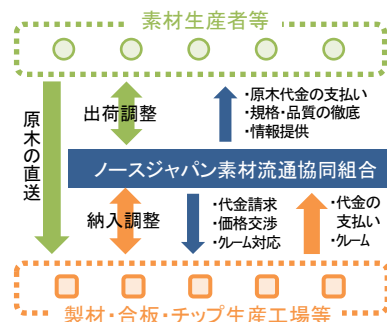 素材生産者等
原木の直送
出荷調整
・原木代金の支払い
・規格・品質の徹底
・情報提供
ノースジャパン素材流通協同組合
納入調整
・代金請求
・価格交渉
・クレーム対応
・代金の
支払い
・クレーム
製材・合板・チップ生産工場等